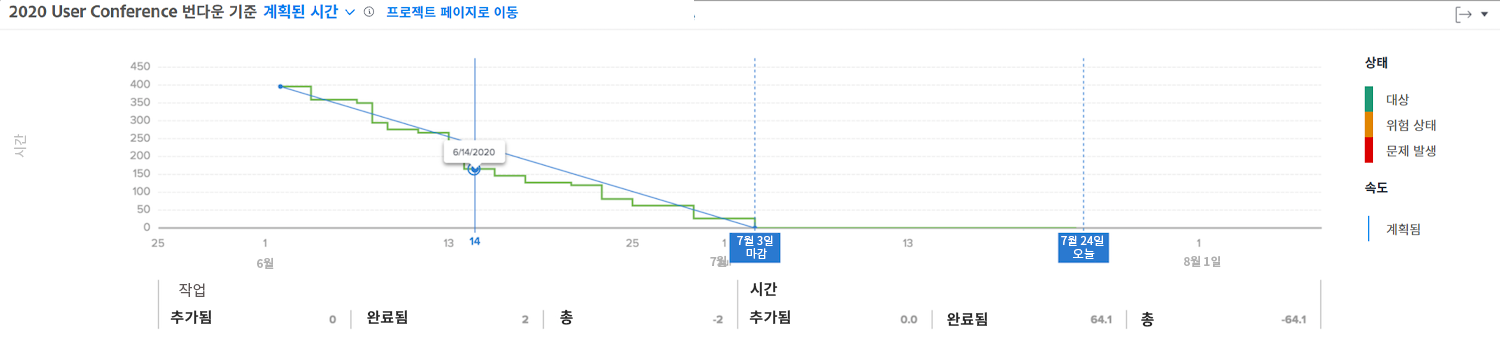 2020 User Conference 번다운 기준 계획된 시간 프로젝트 페이지로 이동
상태
대상
위험 상태
문제 발생
속도
계획됨
시간
450
400
350
300
250
200
150
100
50
0
6/14/2020
25 1 13 14 25 1 13 1
6월 7월 8월 1일
7월 3일
마감
7월 24일
오늘
작업 시간
추가됨 0 완료됨 2 총 -2 추가됨 0.0 완료됨 64.1 총 -64.1